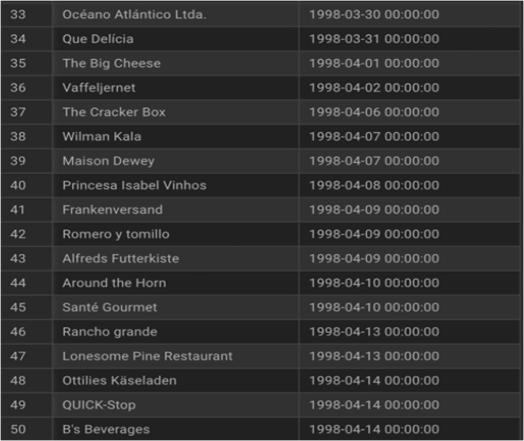 33 Océano Atlántico Ltda. 1998-03-30 00:00:00
34 Que Delícia 1998-03-31 00:00:00
35 The Big Cheese 1998-04-01 00:00:00
36 Vaffeljernet 1998-04-02 00:00:00
37 The Cracker Box 1998-04-06 00:00:00
38 Wilman Kala 1998-04-07 00:00:00
39 Maison Dewey 1998-04-07 00:00:00
40 Princesa Isabel Vinhos 1998-04-08 00:00:00
41 Frankenversand 1998-04-09 00:00:00
42 Romero y tomillo 1998-04-09 00:00:00
43 Alfreds Futterkiste 1998-04-09 00:00:00
44 Around the Horn 1998-04-10 00:00:00
45 Santé Gourmet 1998-04-10 00:00:00
46 Rancho grande 1998-04-13 00:00:00
47 Lonesome Pine Restaurant 1998-04-13 00:00:00
48 Ottilies Käseladen 1998-04-14 00:00:00
49 QUICK-Stop 1998-04-14 00:00:00
50 B's Beverages 1998-04-14 00:00:00